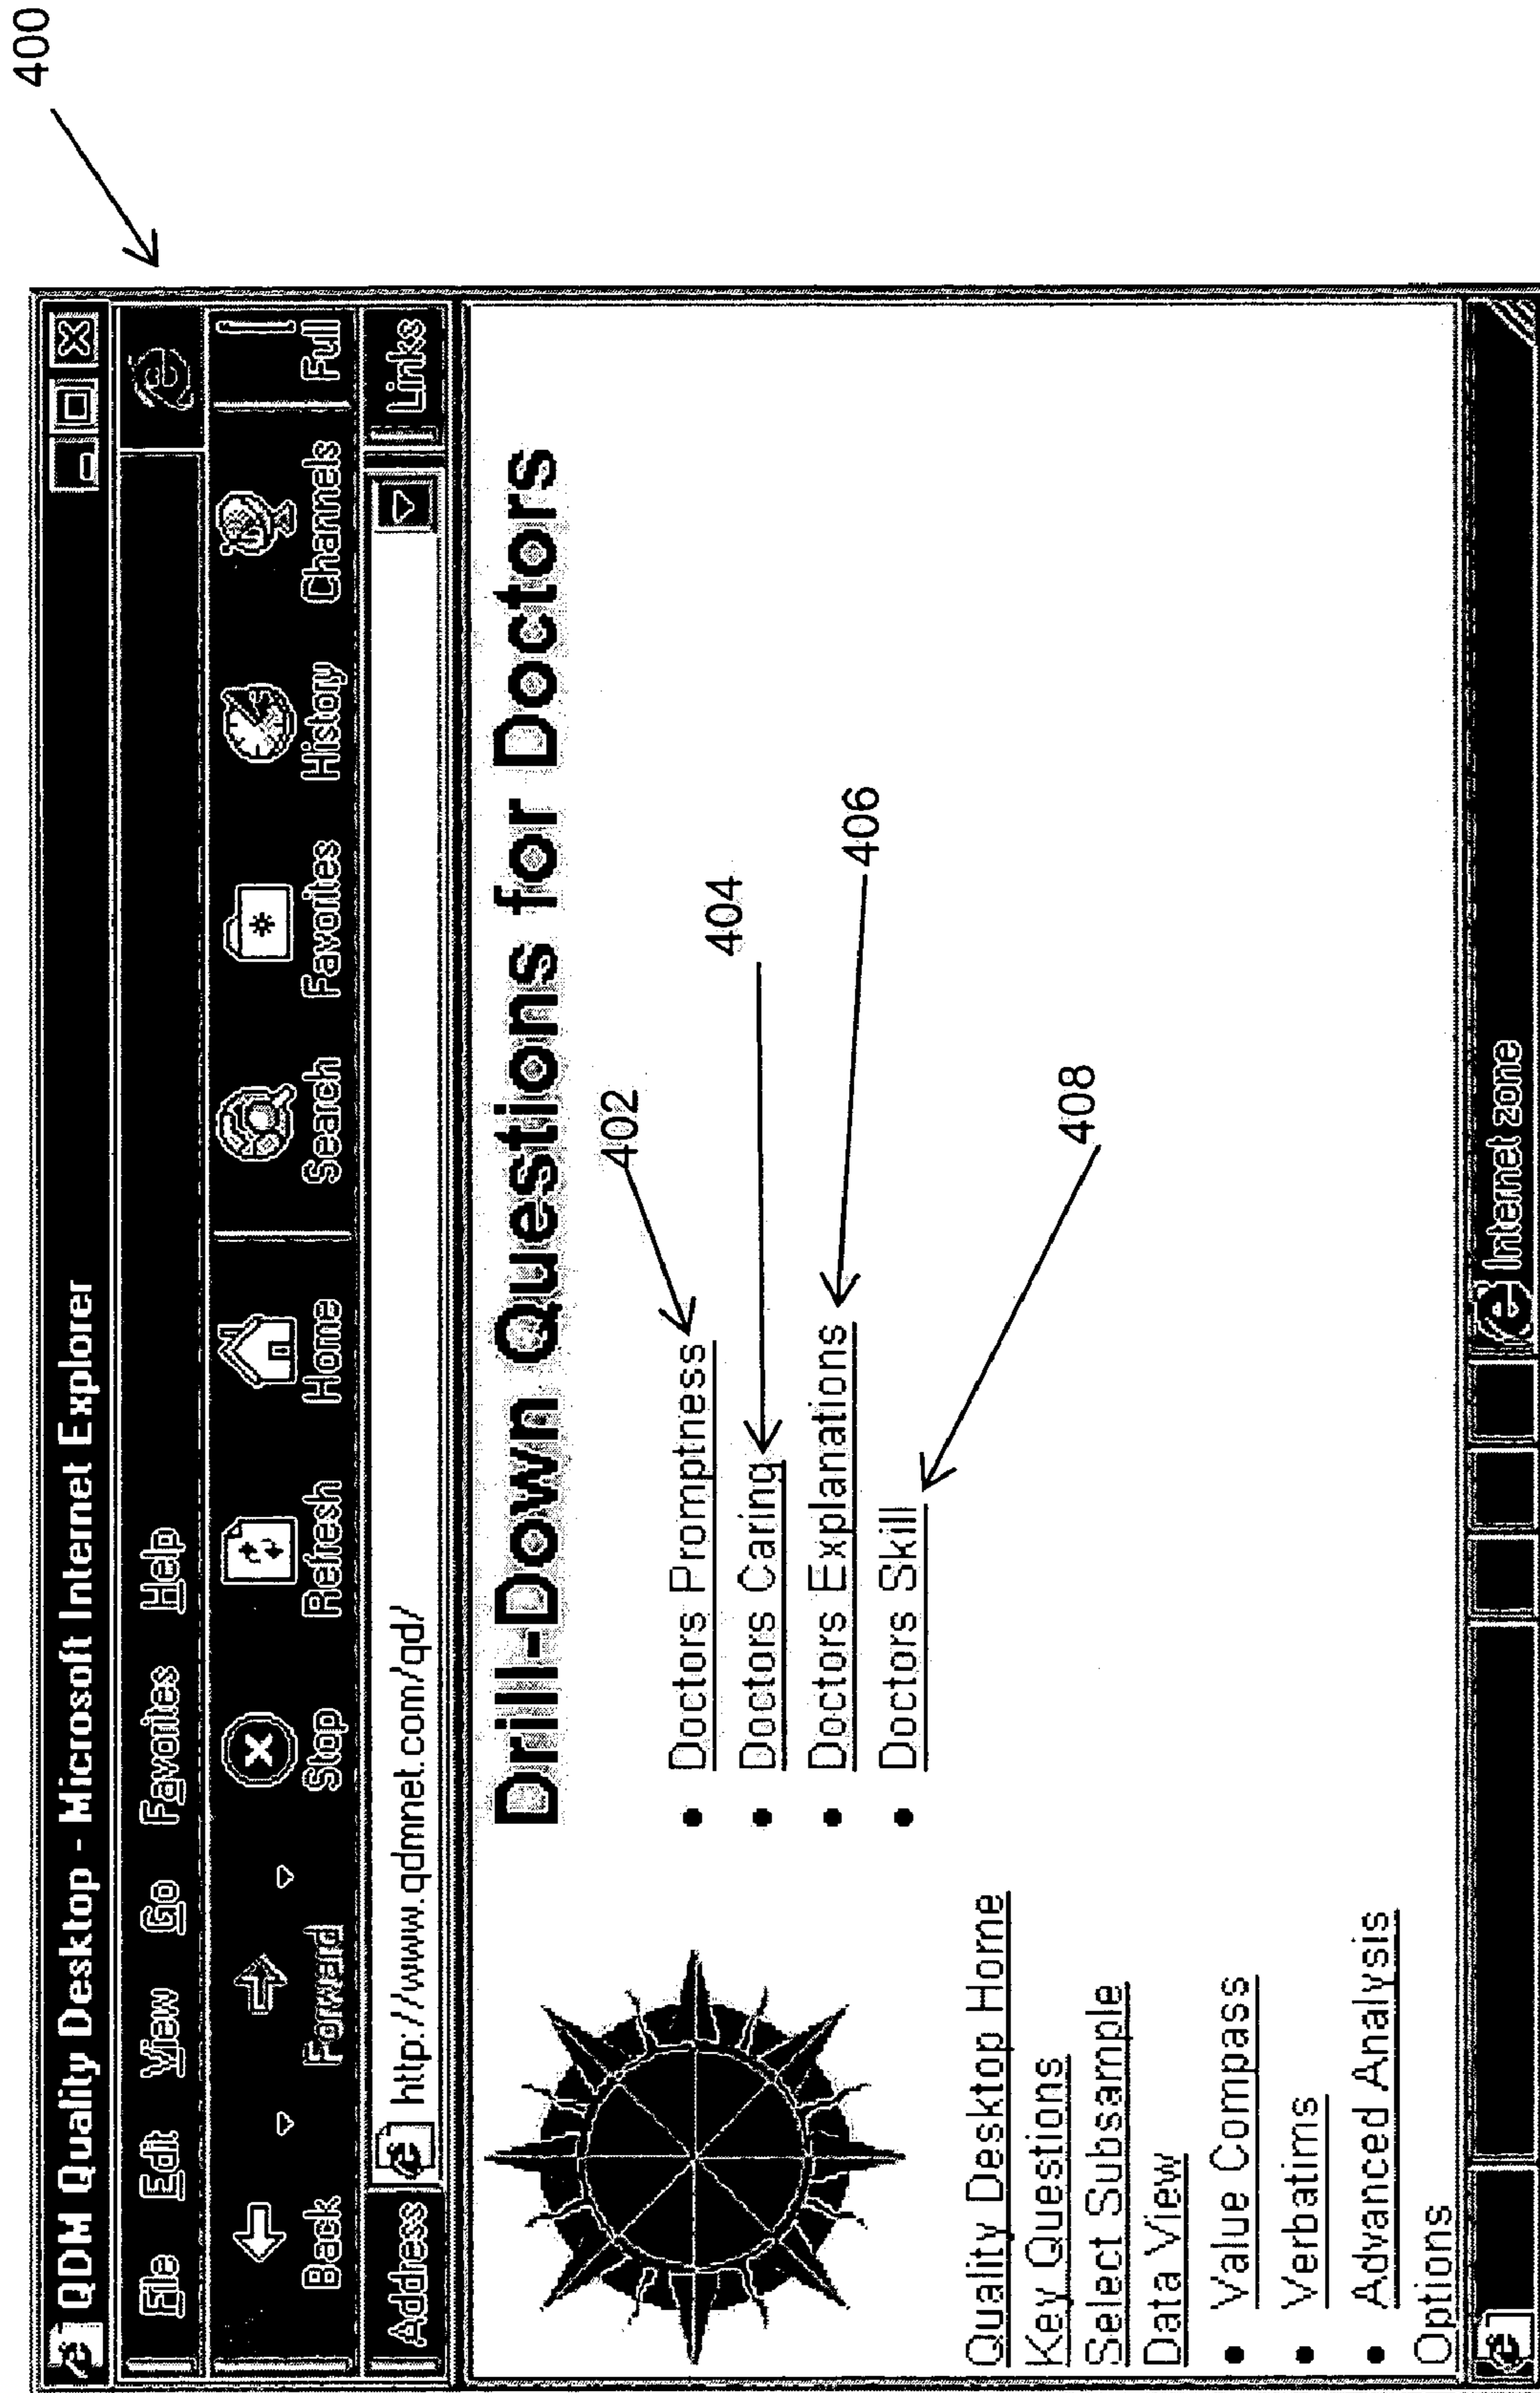 400
QDM Quality Desktop - Microsoft Internet Explorer
File Edit View Go Favorites Help
Back Forward Stop Refresh Home Search Favorites History Channels Full
Address http://www.qdmnet.com/qd/ Links
Drill-Down Questions for Doctors
402
• Doctors Promptness
404
• Doctors Caring
406
• Doctors Explanations
• Doctors Skill
408
Quality Desktop Home
Key Questions
Select Subsample
Data View
• Value Compass
• Verbatims
• Advanced Analysis
Options
Internet zone